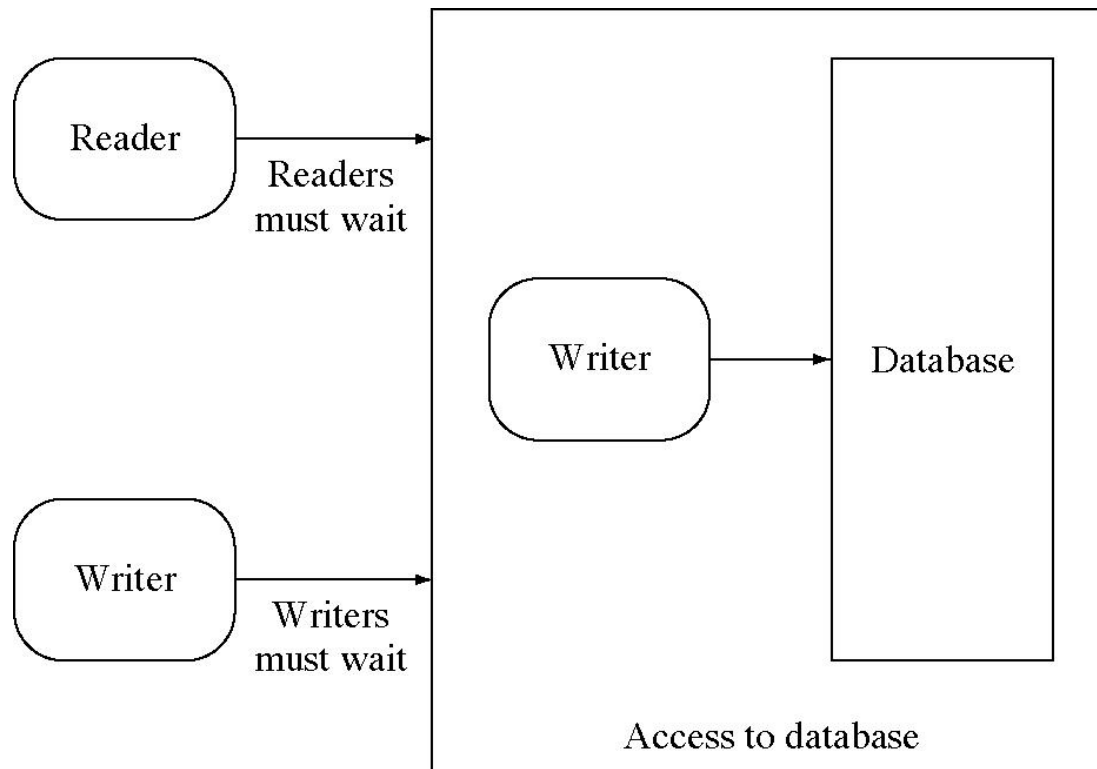 Reader
Readers
must wait
Writer
Database
Writer
Writers
must wait
Access to database